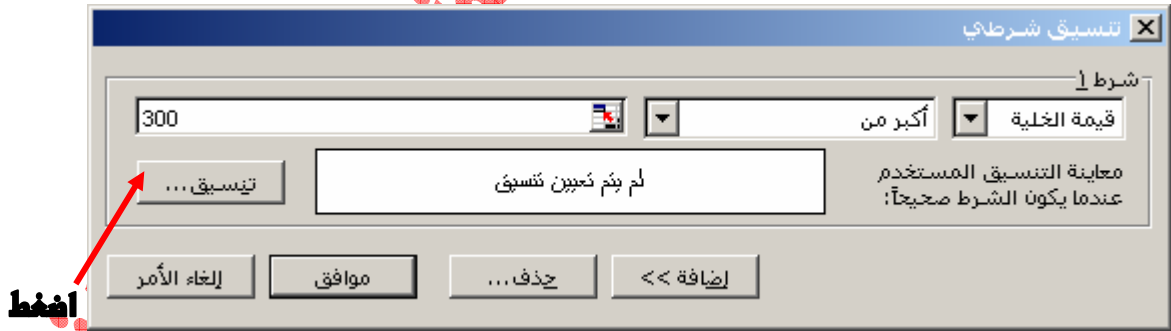 تنسيق شرطي
شرط 1
قيمة الخلية أكبر من 300
معاينة التنسيق المستخدم
عندما يكون الشرط صحيحاً:
لم يتم تعيين تنسيق
تنسيق...
إضافة >> حذف... موافق إلغاء الأمر
اضغط